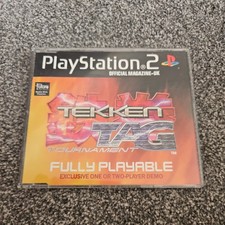 PlayStation 2
OFFICIAL MAGAZINE-UK
TEKKEN
TAG
TOURNAMENT
FULLY PLAYABLE
EXCLUSIVE ONE OR TWO-PLAYER DEMO